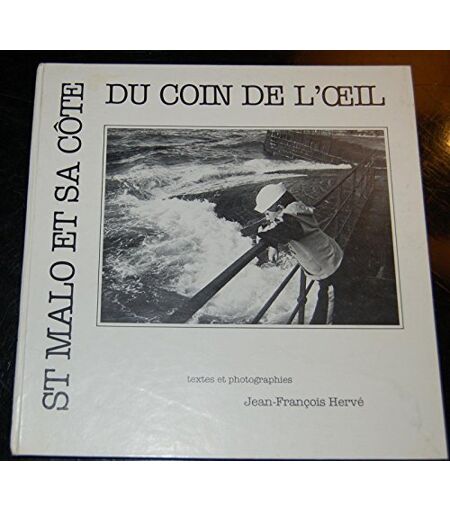 ST MALO ET SA CÔTE
DU COIN DE L'ŒIL
textes et photographies
Jean-François Hervé